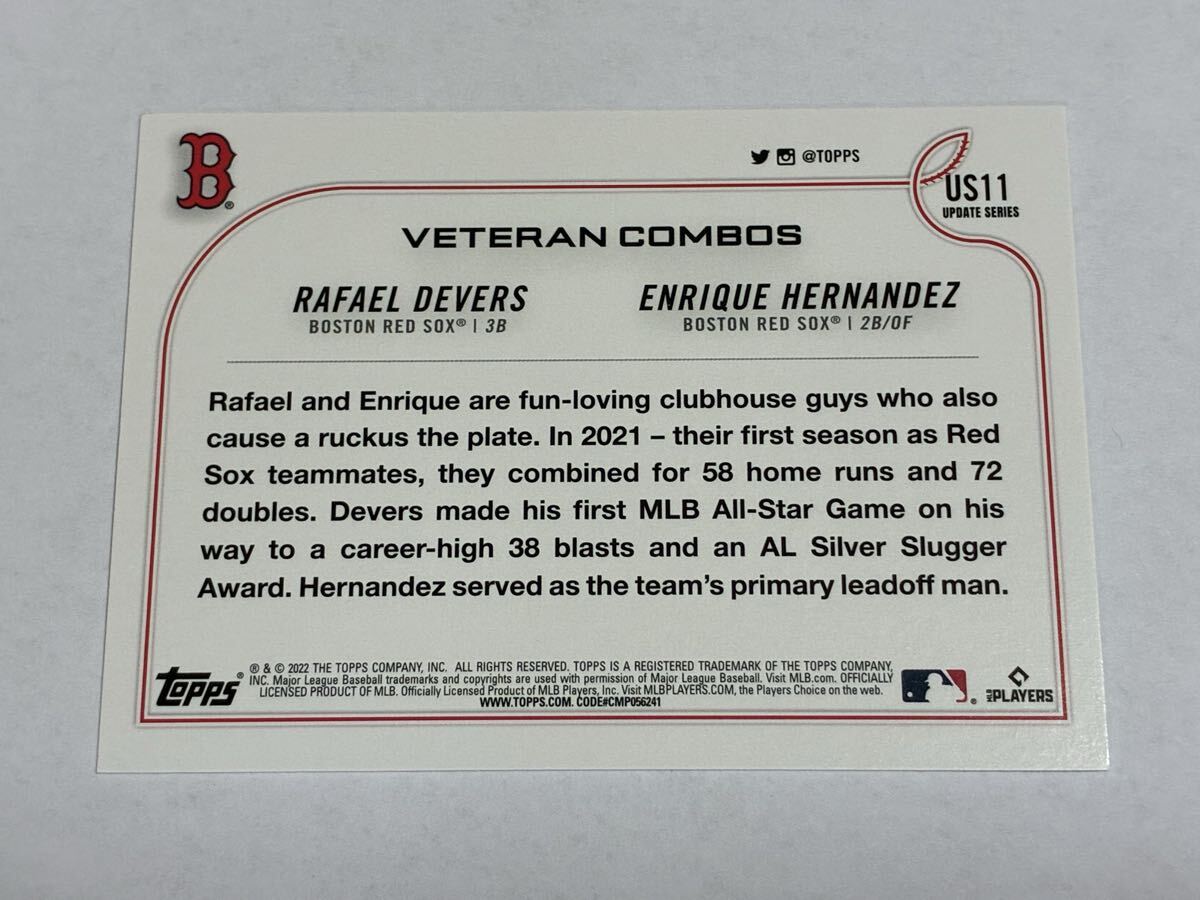 B®
@TOPPS
US11
UPDATE SERIES
VETERAN COMBOS
RAFAEL DEVERS
BOSTON RED SOX® | 3B
ENRIQUE HERNANDEZ
BOSTON RED SOX® | 2B/OF
Rafael and Enrique are fun-loving clubhouse guys who also
cause a ruckus the plate. In 2021 – their first season as Red
Sox teammates, they combined for 58 home runs and 72
doubles. Devers made his first MLB All-Star Game on his
way to a career-high 38 blasts and an AL Silver Slugger
Award. Hernandez served as the team's primary leadoff man.
topps®
® & © 2022 THE TOPPS COMPANY, INC. ALL RIGHTS RESERVED. TOPPS IS A REGISTERED TRADEMARK OF THE TOPPS COMPANY,
INC. Major League Baseball trademarks and copyrights are used with permission of Major League Baseball. Visit MLB.com. OFFICIALLY
LICENSED PRODUCT OF MLB. Officially Licensed Product of MLB Players, Inc. Visit MLBPLAYERS.COM, the Players Choice on the web.
WWW.TOPPS.COM. CODE#CMP056241
MLB PLAYERS